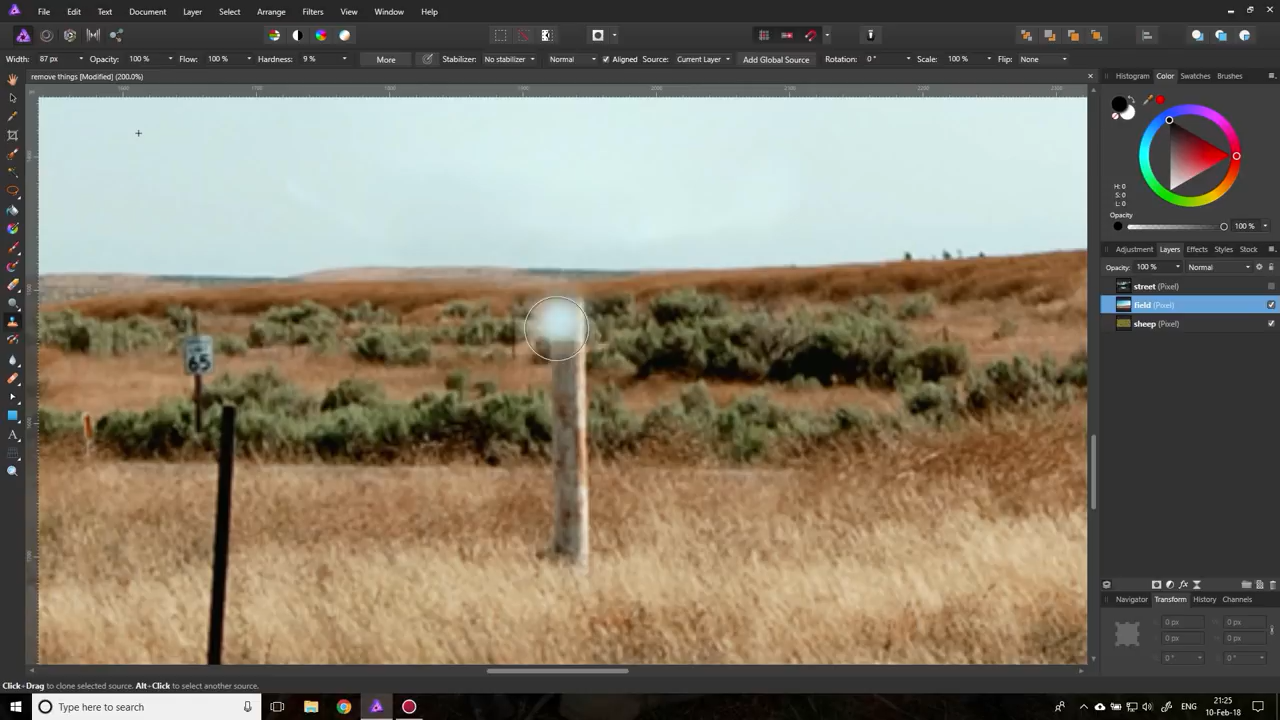 File Edit Text Document Layer Select Arrange Filters View Window Help
Width: 87 px Opacity: 100 % Flow: 100 % Hardness: 9 % More Stabilizer: No stabilizer Normal Aligned Source: Current Layer Add Global Source Rotation: 0 ° Scale: 100 % Flip: None
remove things [Modified] (200.0%)
Histogram Color Swatches Brushes
H: 0
S: 0
L: 0
Opacity
100 %
Adjustment Layers Effects Styles Stock
Opacity: 100 % Normal
street (Pixel)
field (Pixel)
sheep (Pixel)
65
Navigator Transform History Channels
X: 0 px W: 0 px
Y: 0 px H: 0 px
R: 0 ° S: 0 °
Click+Drag to clone selected source. Alt+Click to select another source.
Type here to search
ENG
21:25
10-Feb-18